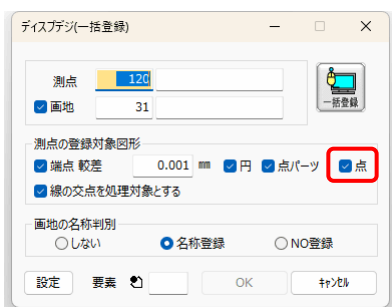 ディスプデジ(一括登録)
測点 120
画地 31
一括登録
測点の登録対象図形
端点 較差 0.001 mm 円 点パーツ 点
線の交点を処理対象とする
画地の名称判別
しない 名称登録 NO登録
設定 要素 OK ｷｬﾝｾﾙ